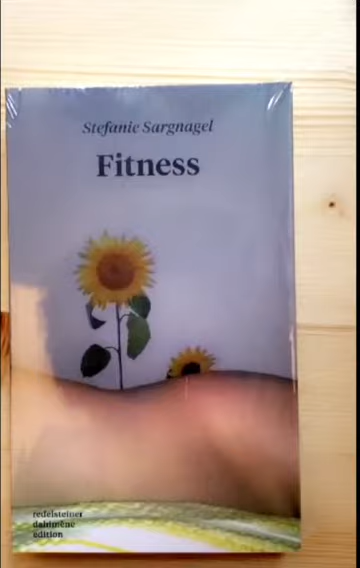 Stefanie Sargnagel
Fitness
redelsteiner
dahimène
edition